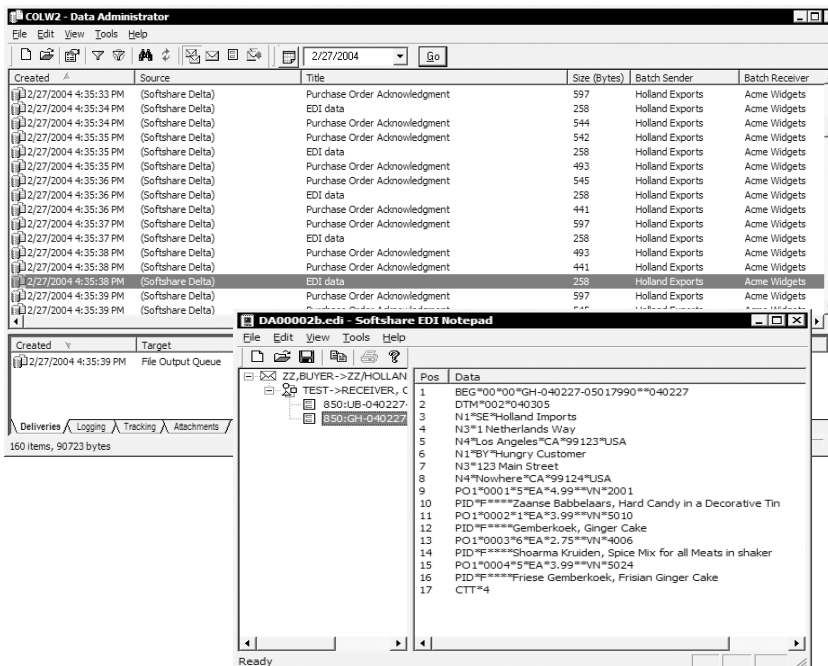 COLW2 - Data Administrator
File Edit View Tools Help
2/27/2004 Go
Created Source Title Size (Bytes) Batch Sender Batch Receiver
2/27/2004 4:35:33 PM (Softshare Delta) Purchase Order Acknowledgment 597 Holland Exports Acme Widgets
2/27/2004 4:35:34 PM (Softshare Delta) EDI data 258 Holland Exports Acme Widgets
2/27/2004 4:35:34 PM (Softshare Delta) Purchase Order Acknowledgment 544 Holland Exports Acme Widgets
2/27/2004 4:35:35 PM (Softshare Delta) Purchase Order Acknowledgment 542 Holland Exports Acme Widgets
2/27/2004 4:35:35 PM (Softshare Delta) EDI data 258 Holland Exports Acme Widgets
2/27/2004 4:35:35 PM (Softshare Delta) Purchase Order Acknowledgment 493 Holland Exports Acme Widgets
2/27/2004 4:35:36 PM (Softshare Delta) Purchase Order Acknowledgment 545 Holland Exports Acme Widgets
2/27/2004 4:35:36 PM (Softshare Delta) EDI data 258 Holland Exports Acme Widgets
2/27/2004 4:35:36 PM (Softshare Delta) Purchase Order Acknowledgment 441 Holland Exports Acme Widgets
2/27/2004 4:35:37 PM (Softshare Delta) Purchase Order Acknowledgment 597 Holland Exports Acme Widgets
2/27/2004 4:35:37 PM (Softshare Delta) EDI data 258 Holland Exports Acme Widgets
2/27/2004 4:35:38 PM (Softshare Delta) Purchase Order Acknowledgment 493 Holland Exports Acme Widgets
2/27/2004 4:35:38 PM (Softshare Delta) Purchase Order Acknowledgment 441 Holland Exports Acme Widgets
2/27/2004 4:35:38 PM (Softshare Delta) EDI data 258 Holland Exports Acme Widgets
2/27/2004 4:35:39 PM (Softshare Delta) Purchase Order Acknowledgment 597 Holland Exports Acme Widgets
2/27/2004 4:35:39 PM (Softshare Delta)
Created Target
2/27/2004 4:35:39 PM File Output Queue
Deliveries Logging Tracking Attachments
160 items, 90723 bytes
DA00002b.edi - Softshare EDI Notepad
File Edit View Tools Help
ZZ,BUYER->ZZ/HOLLAN
TEST->RECEIVER, C
850:UB-040227-
850:GH-040227
Pos Data
1 BEG*00*00*GH-040227-05017990**040227
2 DTM*002*040305
3 N1*SE*Holland Imports
4 N3*1 Netherlands Way
5 N4*Los Angeles*CA*99123*USA
6 N1*BY*Hungry Customer
7 N3*123 Main Street
8 N4*Nowhere*CA*99124*USA
9 PO1*0001*5*EA*4.99**VN*2001
10 PID*F****Zaanse Babbelaars, Hard Candy in a Decorative Tin
11 PO1*0002*1*EA*3.99**VN*5010
12 PID*F****Gemberkoek, Ginger Cake
13 PO1*0003*6*EA*2.75**VN*4006
14 PID*F****Shoarma Kruiden, Spice Mix for all Meats in shaker
15 PO1*0004*5*EA*3.99**VN*5024
16 PID*F****Friese Gemberkoek, Frisian Ginger Cake
17 CTT*4
Ready